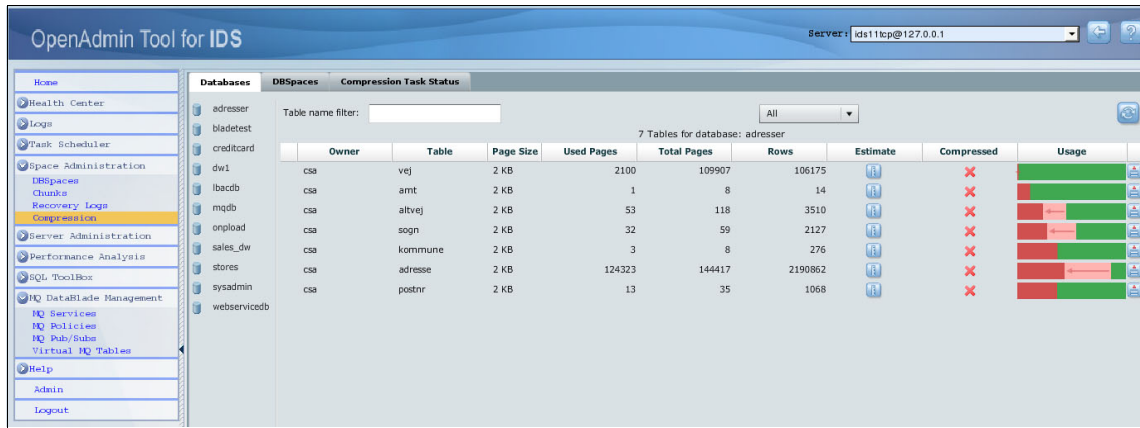 OpenAdmin Tool for IDS
Server: ids11tcp@127.0.0.1
Home
Health Center
Logs
Task Scheduler
Space Administration
DBSpaces
Chunks
Recovery Logs
Compression
Server Administration
Performance Analysis
SQL ToolBox
MQ DataBlade Management
MQ Services
MQ Policies
MQ Pub/Subs
Virtual MQ Tables
Help
Admin
Logout
Databases DBSpaces Compression Task Status
adresser
bladetest
creditcard
dw1
lbacdb
mqdb
onpload
sales_dw
stores
sysadmin
webservicedb
Table name filter: All
7 Tables for database: adresser
Owner Table Page Size Used Pages Total Pages Rows Estimate Compressed Usage
csa vej 2 KB 2100 109907 106175
csa amt 2 KB 1 8 14
csa altvej 2 KB 53 118 3510
csa sogn 2 KB 32 59 2127
csa kommune 2 KB 3 8 276
csa adresse 2 KB 124323 144417 2190862
csa postnr 2 KB 13 35 1068